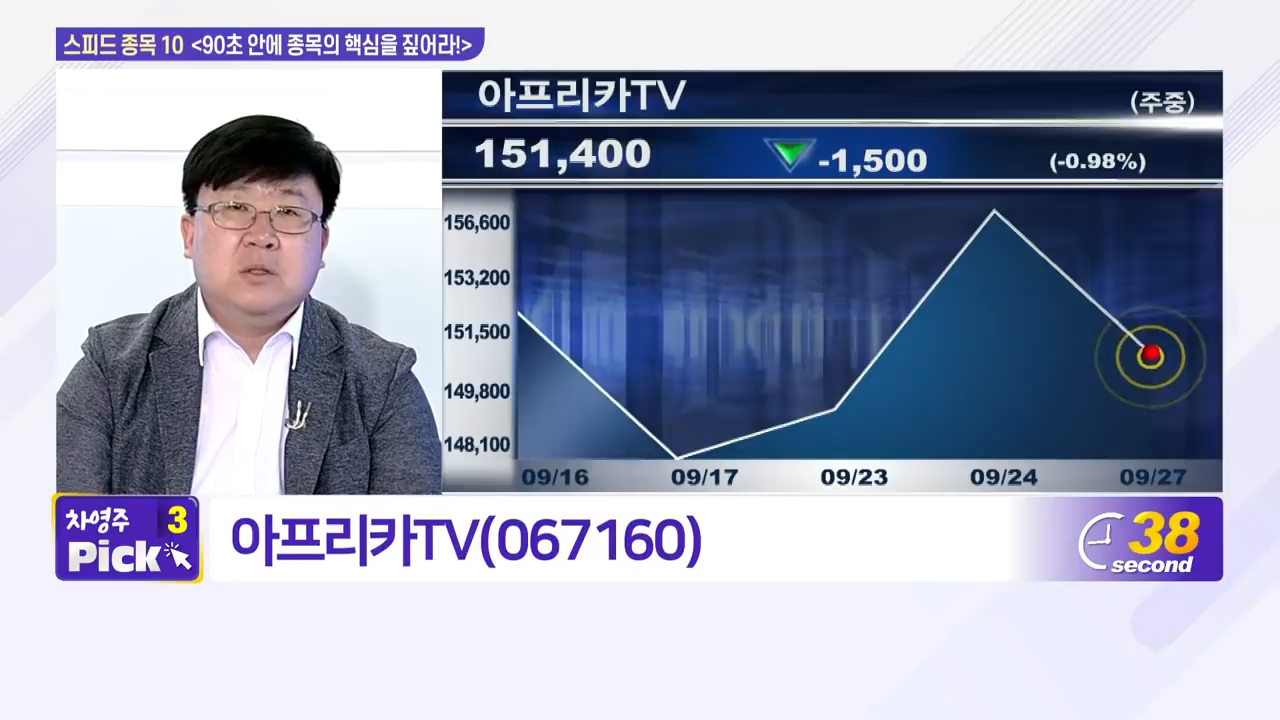 스피드 종목 10 <90초 안에 종목의 핵심을 짚어라!>
아프리카TV
(주중)
151,400 -1,500 (-0.98%)
156,600
153,200
151,500
149,800
148,100
09/16 09/17 09/23 09/24 09/27
차영주 3
Pick
아프리카TV(067160)
38
second